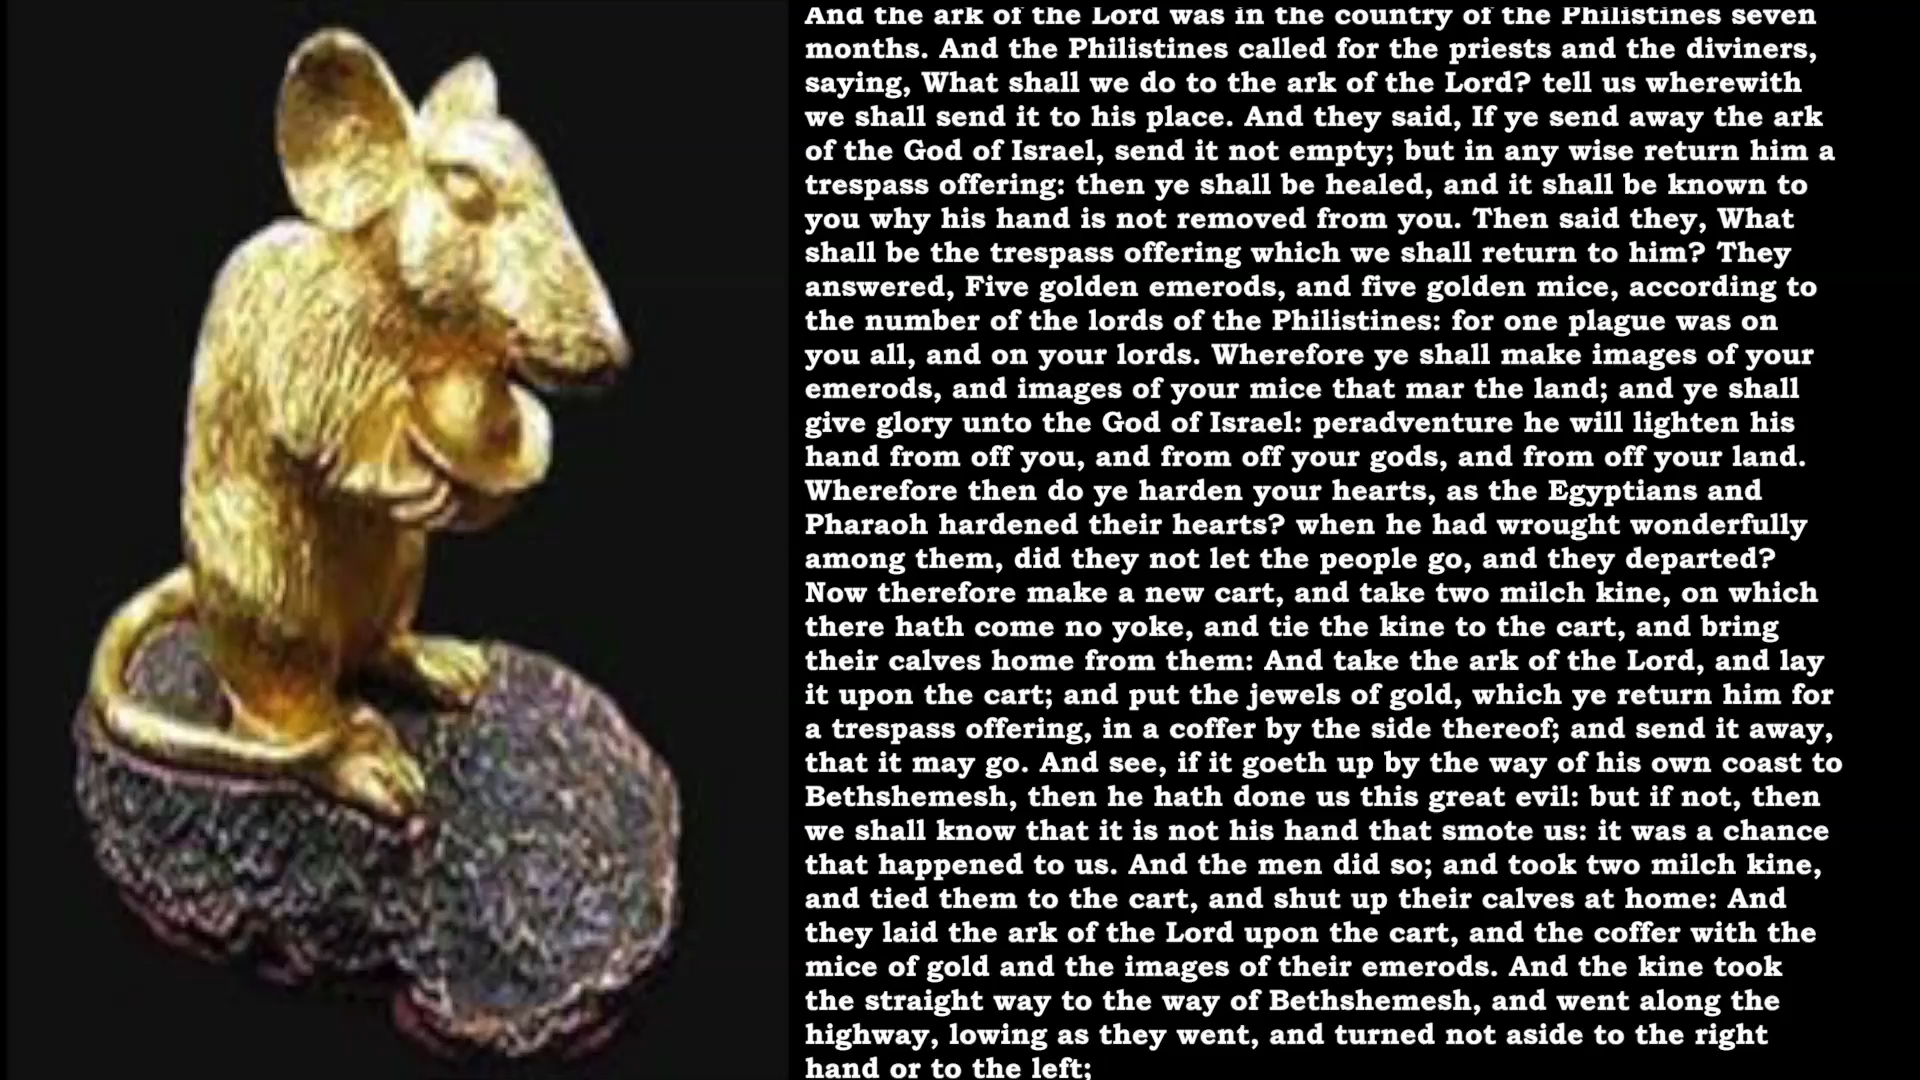 And the ark of the Lord was in the country of the Philistines seven
months. And the Philistines called for the priests and the diviners,
saying, What shall we do to the ark of the Lord? tell us wherewith
we shall send it to his place. And they said, If ye send away the ark
of the God of Israel, send it not empty; but in any wise return him a
trespass offering: then ye shall be healed, and it shall be known to
you why his hand is not removed from you. Then said they, What
shall be the trespass offering which we shall return to him? They
answered, Five golden emerods, and five golden mice, according to
the number of the lords of the Philistines: for one plague was on
you all, and on your lords. Wherefore ye shall make images of your
emerods, and images of your mice that mar the land; and ye shall
give glory unto the God of Israel: peradventure he will lighten his
hand from off you, and from off your gods, and from off your land.
Wherefore then do ye harden your hearts, as the Egyptians and
Pharaoh hardened their hearts? when he had wrought wonderfully
among them, did they not let the people go, and they departed?
Now therefore make a new cart, and take two milch kine, on which
there hath come no yoke, and tie the kine to the cart, and bring
their calves home from them: And take the ark of the Lord, and lay
it upon the cart; and put the jewels of gold, which ye return him for
a trespass offering, in a coffer by the side thereof; and send it away,
that it may go. And see, if it goeth up by the way of his own coast to
Bethshemesh, then he hath done us this great evil: but if not, then
we shall know that it is not his hand that smote us: it was a chance
that happened to us. And the men did so; and took two milch kine,
and tied them to the cart, and shut up their calves at home: And
they laid the ark of the Lord upon the cart, and the coffer with the
mice of gold and the images of their emerods. And the kine took
the straight way to the way of Bethshemesh, and went along the
highway, lowing as they went, and turned not aside to the right
hand or to the left;